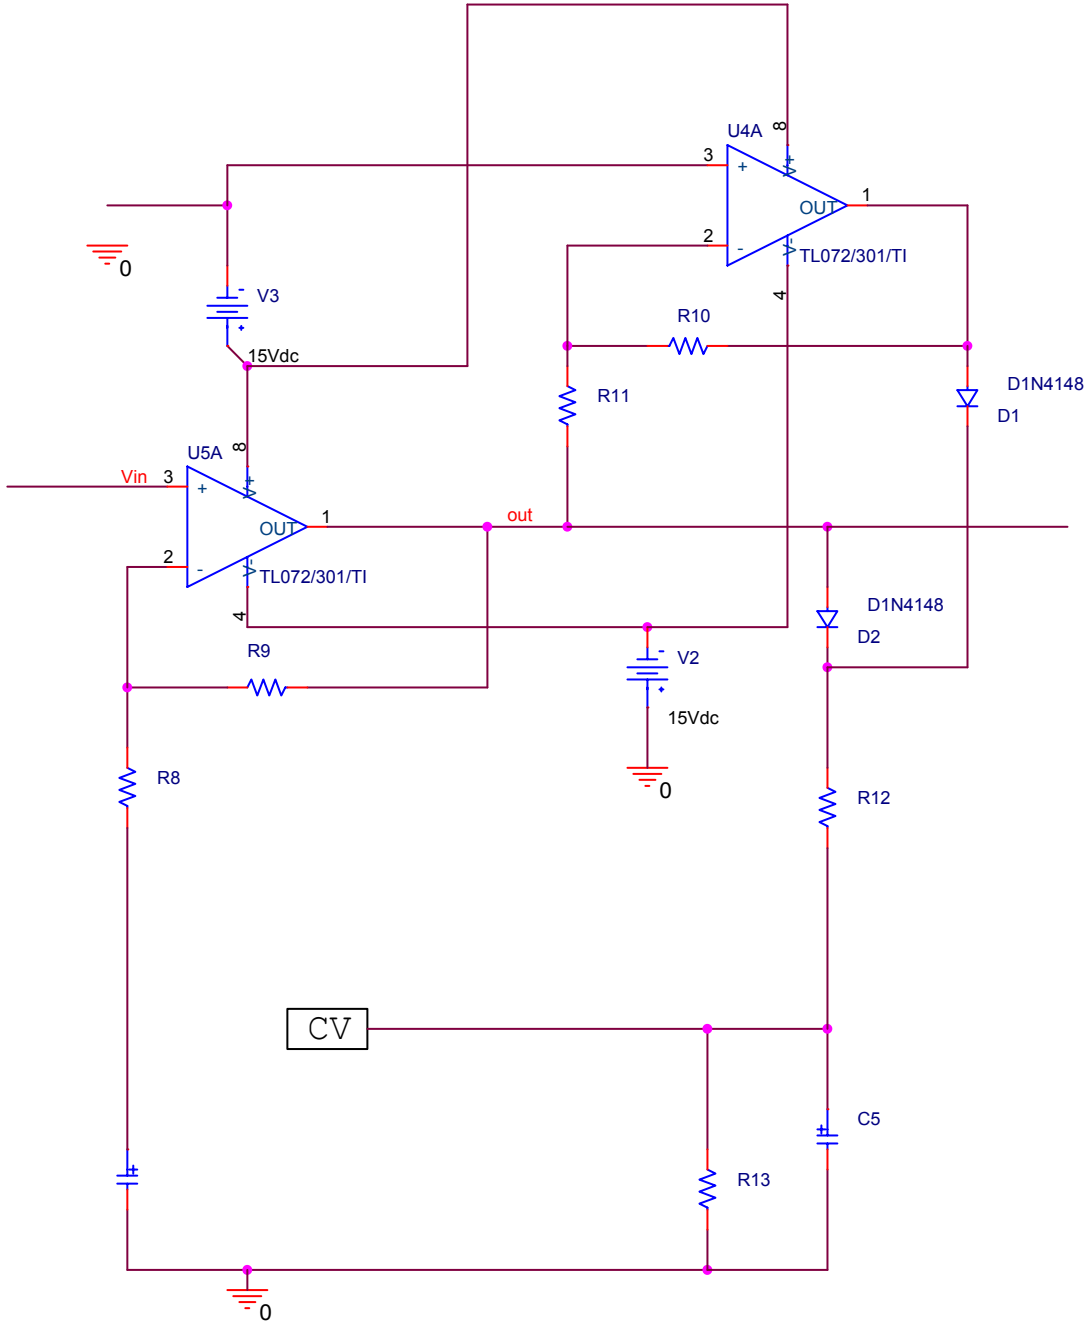 8
U4A
3
+
V+
1
OUT
2
-
V-
TL072/301/TI
0
4
-
V3
+
R10
15Vdc
D1N4148
D1
R11
8
U5A
Vin
3
+
V+
1
out
OUT
2
-
V-
TL072/301/TI
4
D1N4148
D2
R9
-
V2
+
15Vdc
R8
0
R12
CV
C5
+
+
R13
0